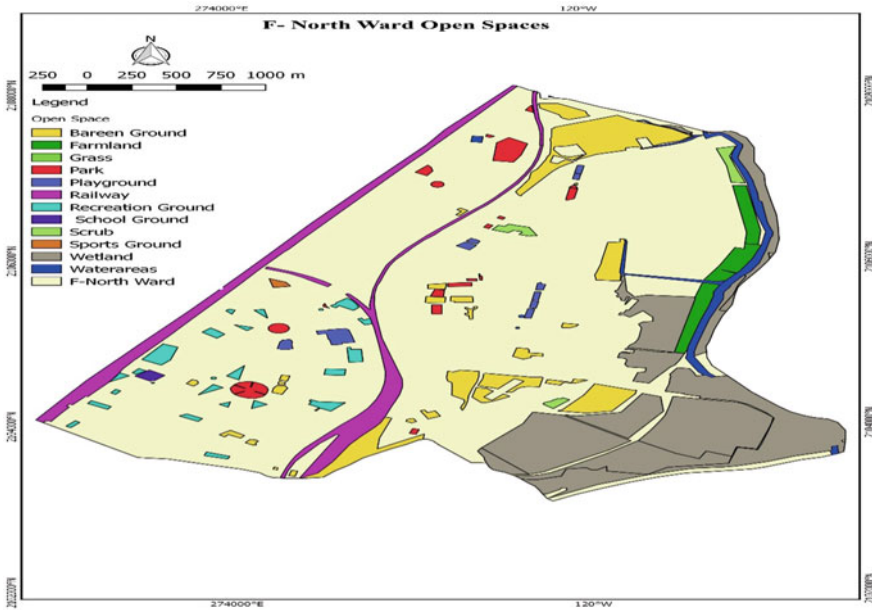 274000°E 120°W
F- North Ward Open Spaces
N
250 0 250 500 750 1000 m
Legend
Open Space
Bareen Ground
Farmland
Grass
Park
Playground
Railway
Recreation Ground
School Ground
Scrub
Sports Ground
Wetland
Waterareas
F-North Ward
274000°E 120°W